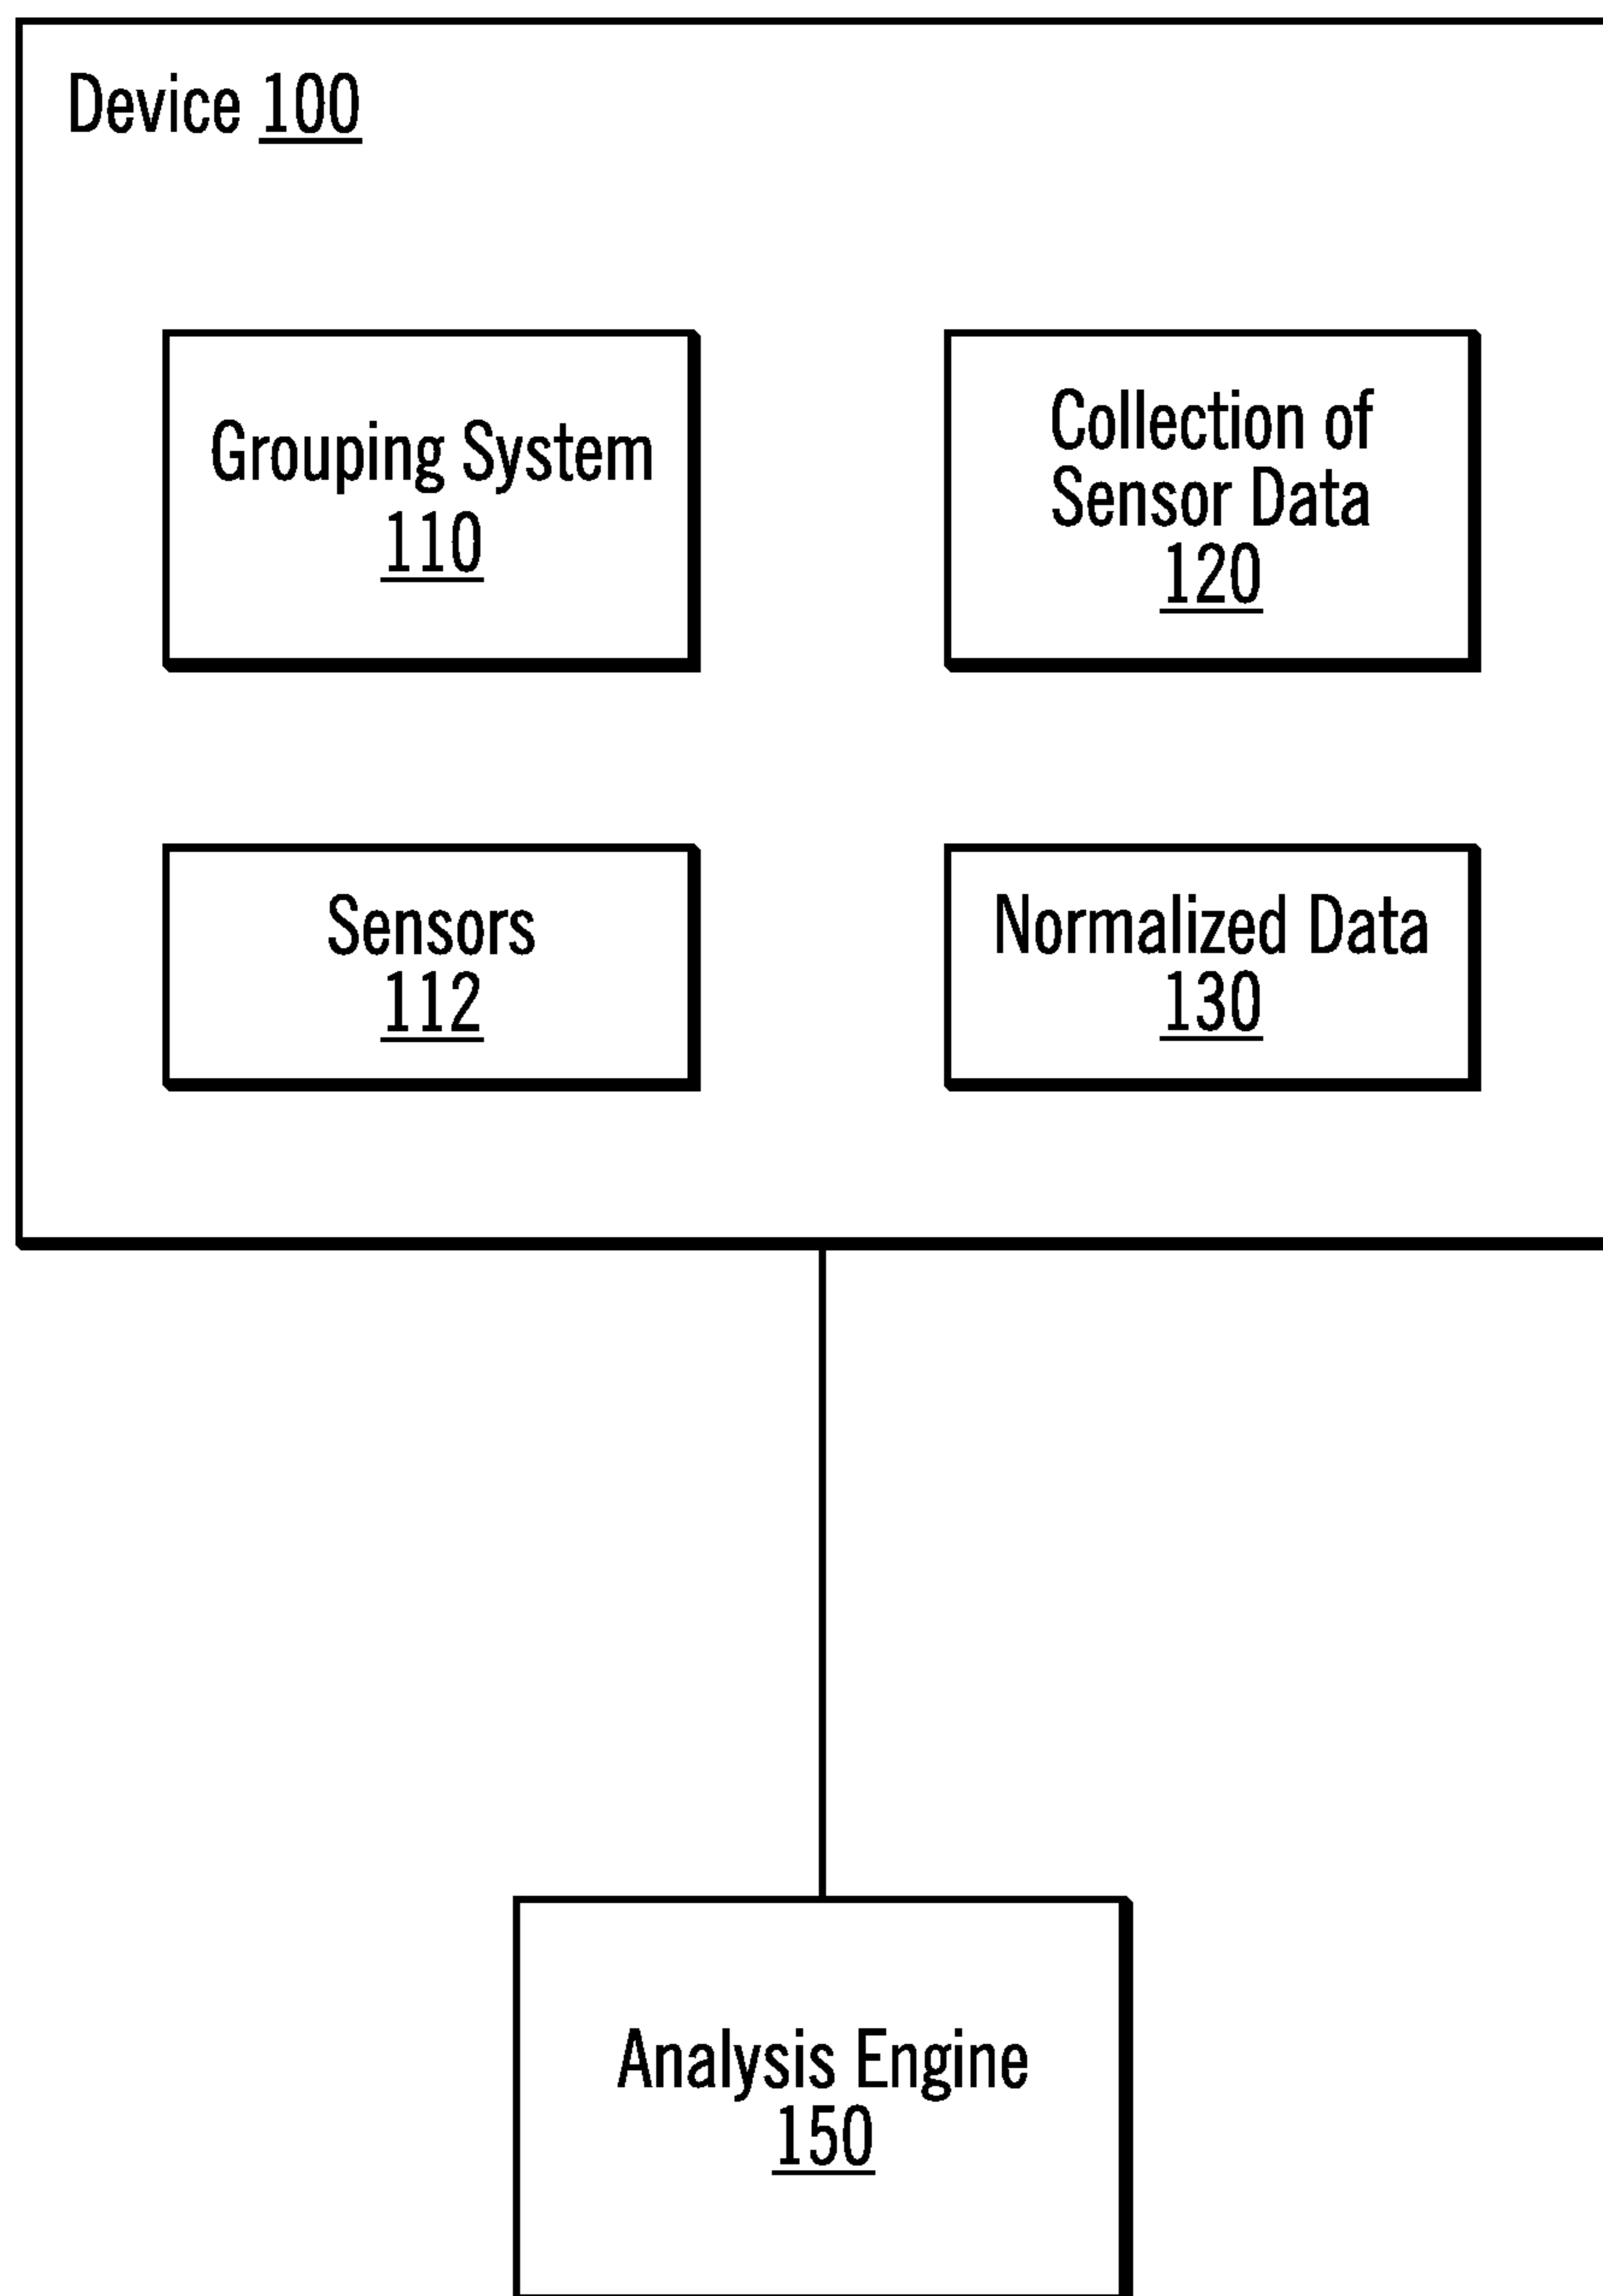 Device 100
Grouping System
110
Collection of
Sensor Data
120
Sensors
112
Normalized Data
130
Analysis Engine
150